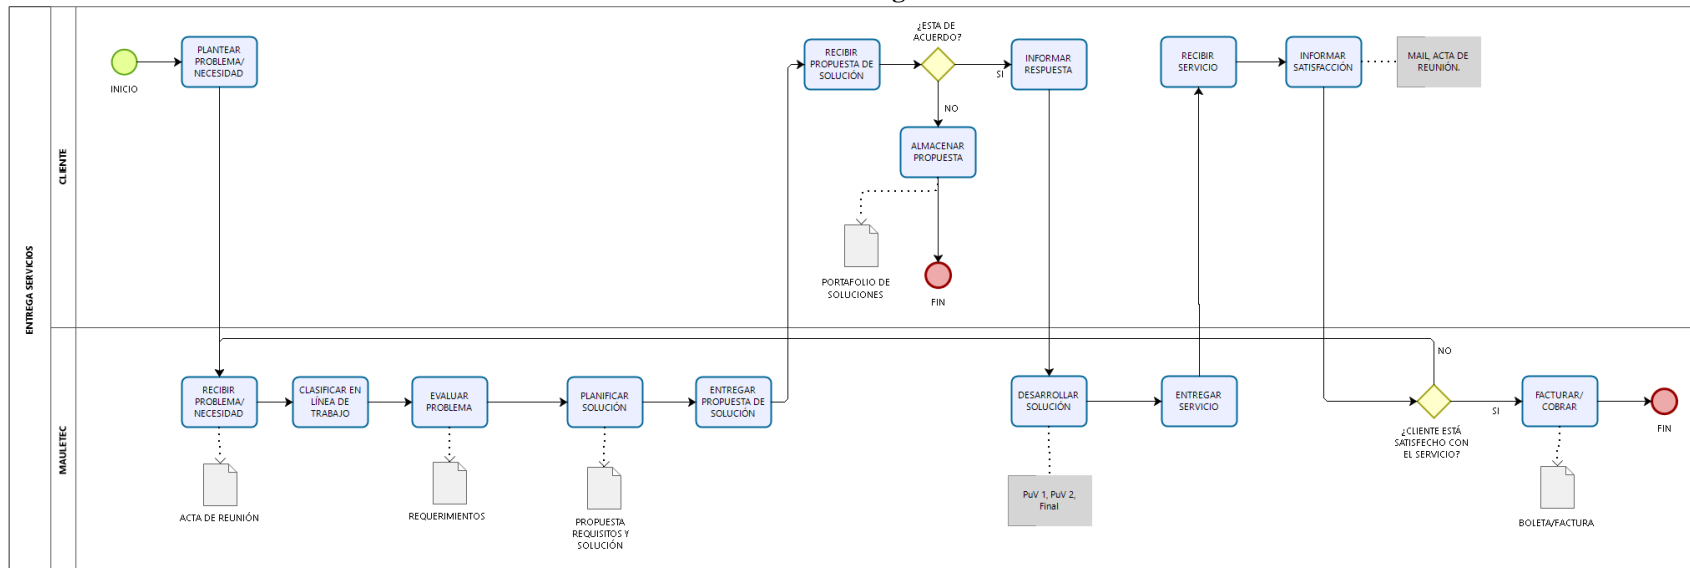 ENTREGA SERVICIOS
CLIENTE
INICIO
PLANTEAR
PROBLEMA/
NECESIDAD
RECIBIR
PROPUESTA DE
SOLUCIÓN
¿ESTA DE
ACUERDO?
SI
NO
INFORMAR
RESPUESTA
ALMACENAR
PROPUESTA
PORTAFOLIO DE
SOLUCIONES
FIN
RECIBIR
SERVICIO
INFORMAR
SATISFACCIÓN
MAIL, ACTA DE
REUNIÓN.
MAULETEC
RECIBIR
PROBLEMA/
NECESIDAD
ACTA DE REUNIÓN
CLASIFICAR EN
LÍNEA DE
TRABAJO
EVALUAR
PROBLEMA
REQUERIMIENTOS
PLANIFICAR
SOLUCIÓN
PROPUESTA
REQUISITOS Y
SOLUCIÓN
ENTREGAR
PROPUESTA DE
SOLUCIÓN
DESARROLLAR
SOLUCIÓN
PuV 1, PuV 2,
Final
ENTREGAR
SERVICIO
¿CLIENTE ESTÁ
SATISFECHO CON
EL SERVICIO?
NO
SI
FACTURAR/
COBRAR
BOLETA/FACTURA
FIN